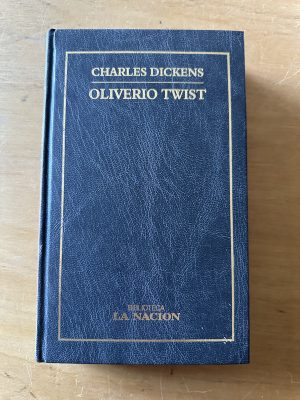 CHARLES DICKENS
OLIVERIO TWIST
BIBLIOTECA
LA NACION